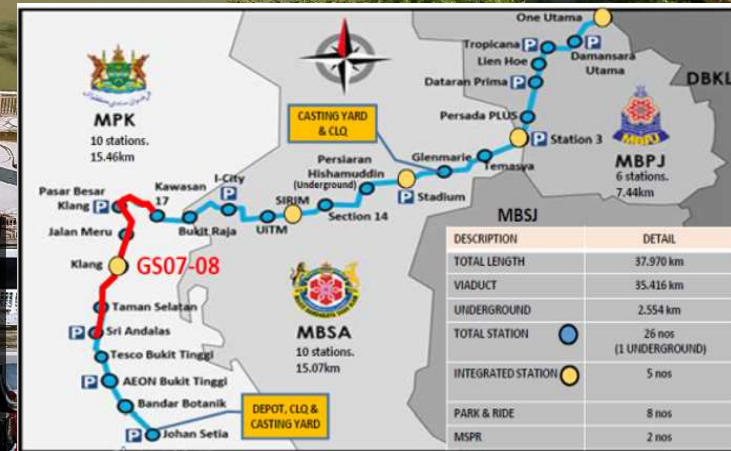 One Utama
Tropicana P
P
Damansara
Utama
Lien Hoe
Dataran Prima P
DBKL
MPK
10 stations.
15.46km
CASTING YARD
& CLQ
Persada PLUS
P Station 3
MBPJ
6 stations.
7.44km
Persiaran
Hishamuddin
(Underground)
Glenmarie
Temasya
P Stadium
I-City
P
Pasar Besar
Klang P
Kawasan
17
SIRIM
Section 14
UiTM
Bukit Raja
Jalan Meru
Klang
GS07-08
MBSJ
Taman Selatan
P Sri Andalas
Tesco Bukit Tinggi
P AEON Bukit Tinggi
Bandar Botanik
P Johan Setia
MBSA
10 stations.
15.07km
DEPOT, CLQ &
CASTING YARD
DESCRIPTION DETAIL
TOTAL LENGTH 37.970 km
VIADUCT 35.416 km
UNDERGROUND 2.554 km
TOTAL STATION 26 nos
(1 UNDERGROUND)
INTEGRATED STATION 5 nos
PARK & RIDE 8 nos
MSPR 2 nos